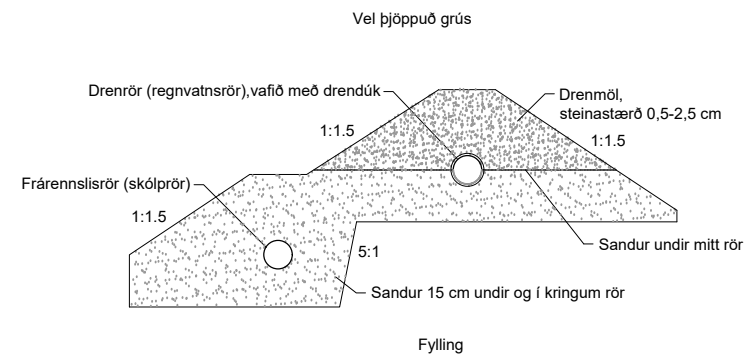 Vel þjöppuð grús
Drenrör (regnvatnsrör),vafið með drendúk
Drenmöl,
steinastærð 0,5-2,5 cm
1:1.5
1:1.5
Frárennslisrör (skólprör)
1:1.5
Sandur undir mitt rör
5:1
Sandur 15 cm undir og í kringum rör
Fylling